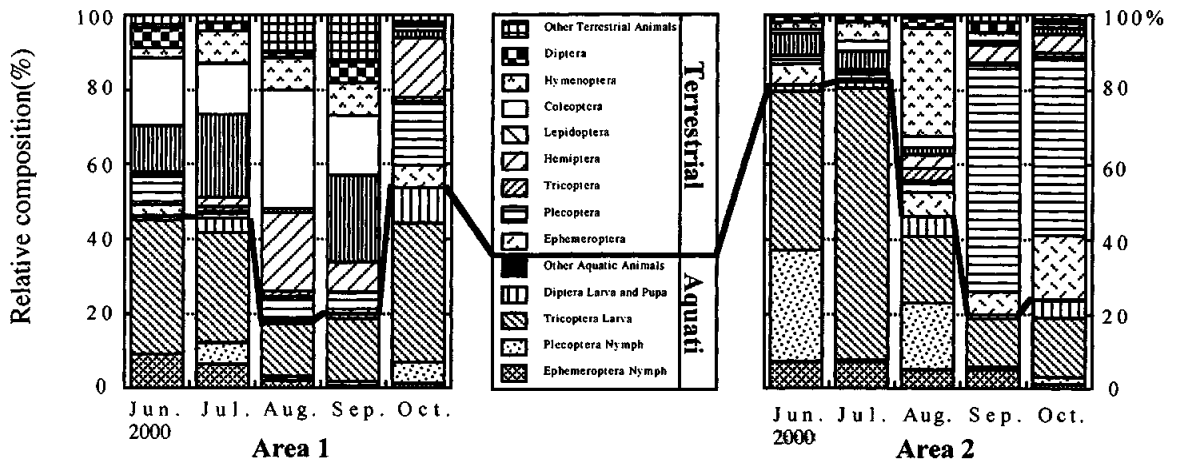 Relative composition(%)
100
80
60
40
20
0
Jun. Jul. Aug. Sep. Oct.
2000
Area 1
Other Terrestrial Animals
Diptera
Hymenoptera
Coleoptera
Lepidoptera
Hemiptera
Tricoptera
Plecoptera
Ephemeroptera
Other Aquatic Animals
Diptera Larva and Pupa
Tricoptera Larva
Plecoptera Nymph
Ephemeroptera Nymph
Terrestrial
Aquati
100%
80
60
40
20
0
Jun. Jul. Aug. Sep. Oct.
2000
Area 2